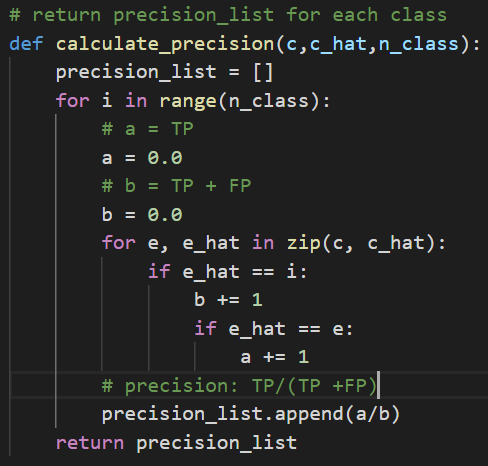 # return precision_list for each class
def calculate_precision(c,c_hat,n_class):
    precision_list = []
    for i in range(n_class):
        # a = TP
        a = 0.0
        # b = TP + FP
        b = 0.0
        for e, e_hat in zip(c, c_hat):
            if e_hat == i:
                b += 1
                if e_hat == e:
                    a += 1
        # precision: TP/(TP +FP)
        precision_list.append(a/b)
    return precision_list